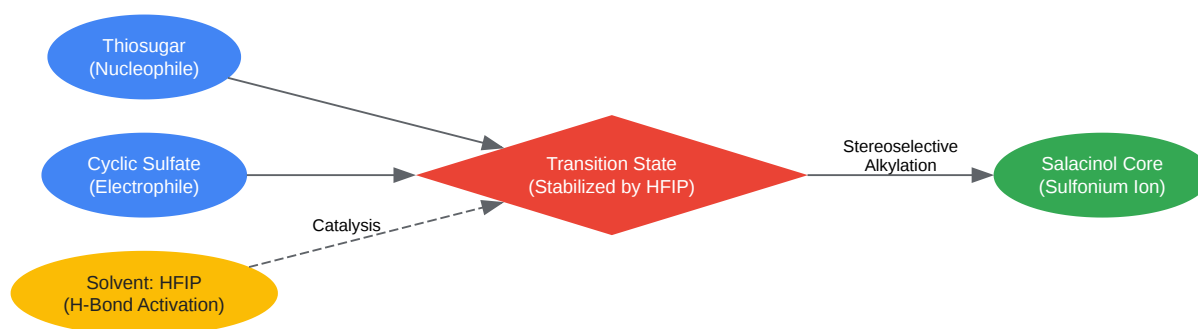 Thiosugar
(Nucleophile)
Cyclic Sulfate
(Electrophile)
Solvent: HFIP
(H-Bond Activation)
Catalysis
Transition State
(Stabilized by HFIP)
Stereoselective
Alkylation
Salacinol Core
(Sulfonium Ion)